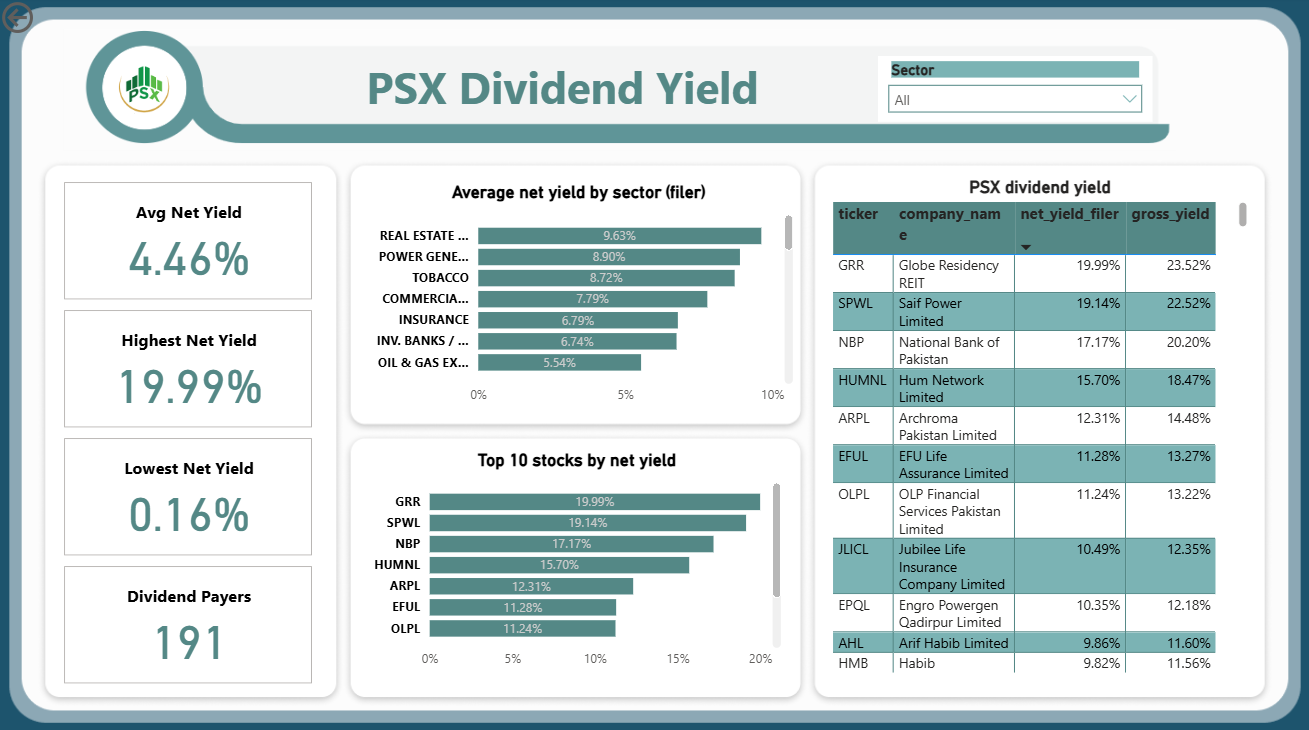 PSX
PSX Dividend Yield
Sector
All
Avg Net Yield
4.46%
Highest Net Yield
19.99%
Lowest Net Yield
0.16%
Dividend Payers
191
Average net yield by sector (filer)
REAL ESTATE ... 9.63%
POWER GENE... 8.90%
TOBACCO 8.72%
COMMERCIA... 7.79%
INSURANCE 6.79%
INV. BANKS / ... 6.74%
OIL & GAS EX... 5.54%
0% 5% 10%
Top 10 stocks by net yield
GRR 19.99%
SPWL 19.14%
NBP 17.17%
HUMNL 15.70%
ARPL 12.31%
EFUL 11.28%
OLPL 11.24%
0% 5% 10% 15% 20%
PSX dividend yield
ticker company_nam net_yield_filer gross_yield
e
GRR Globe Residency 19.99% 23.52%
REIT
SPWL Saif Power 19.14% 22.52%
Limited
NBP National Bank of 17.17% 20.20%
Pakistan
HUMNL Hum Network 15.70% 18.47%
Limited
ARPL Archroma 12.31% 14.48%
Pakistan Limited
EFUL EFU Life 11.28% 13.27%
Assurance Limited
OLPL OLP Financial 11.24% 13.22%
Services Pakistan
Limited
JLICL Jubilee Life 10.49% 12.35%
Insurance
Company Limited
EPQL Engro Powergen 10.35% 12.18%
Qadirpur Limited
AHL Arif Habib Limited 9.86% 11.60%
HMB Habib 9.82% 11.56%